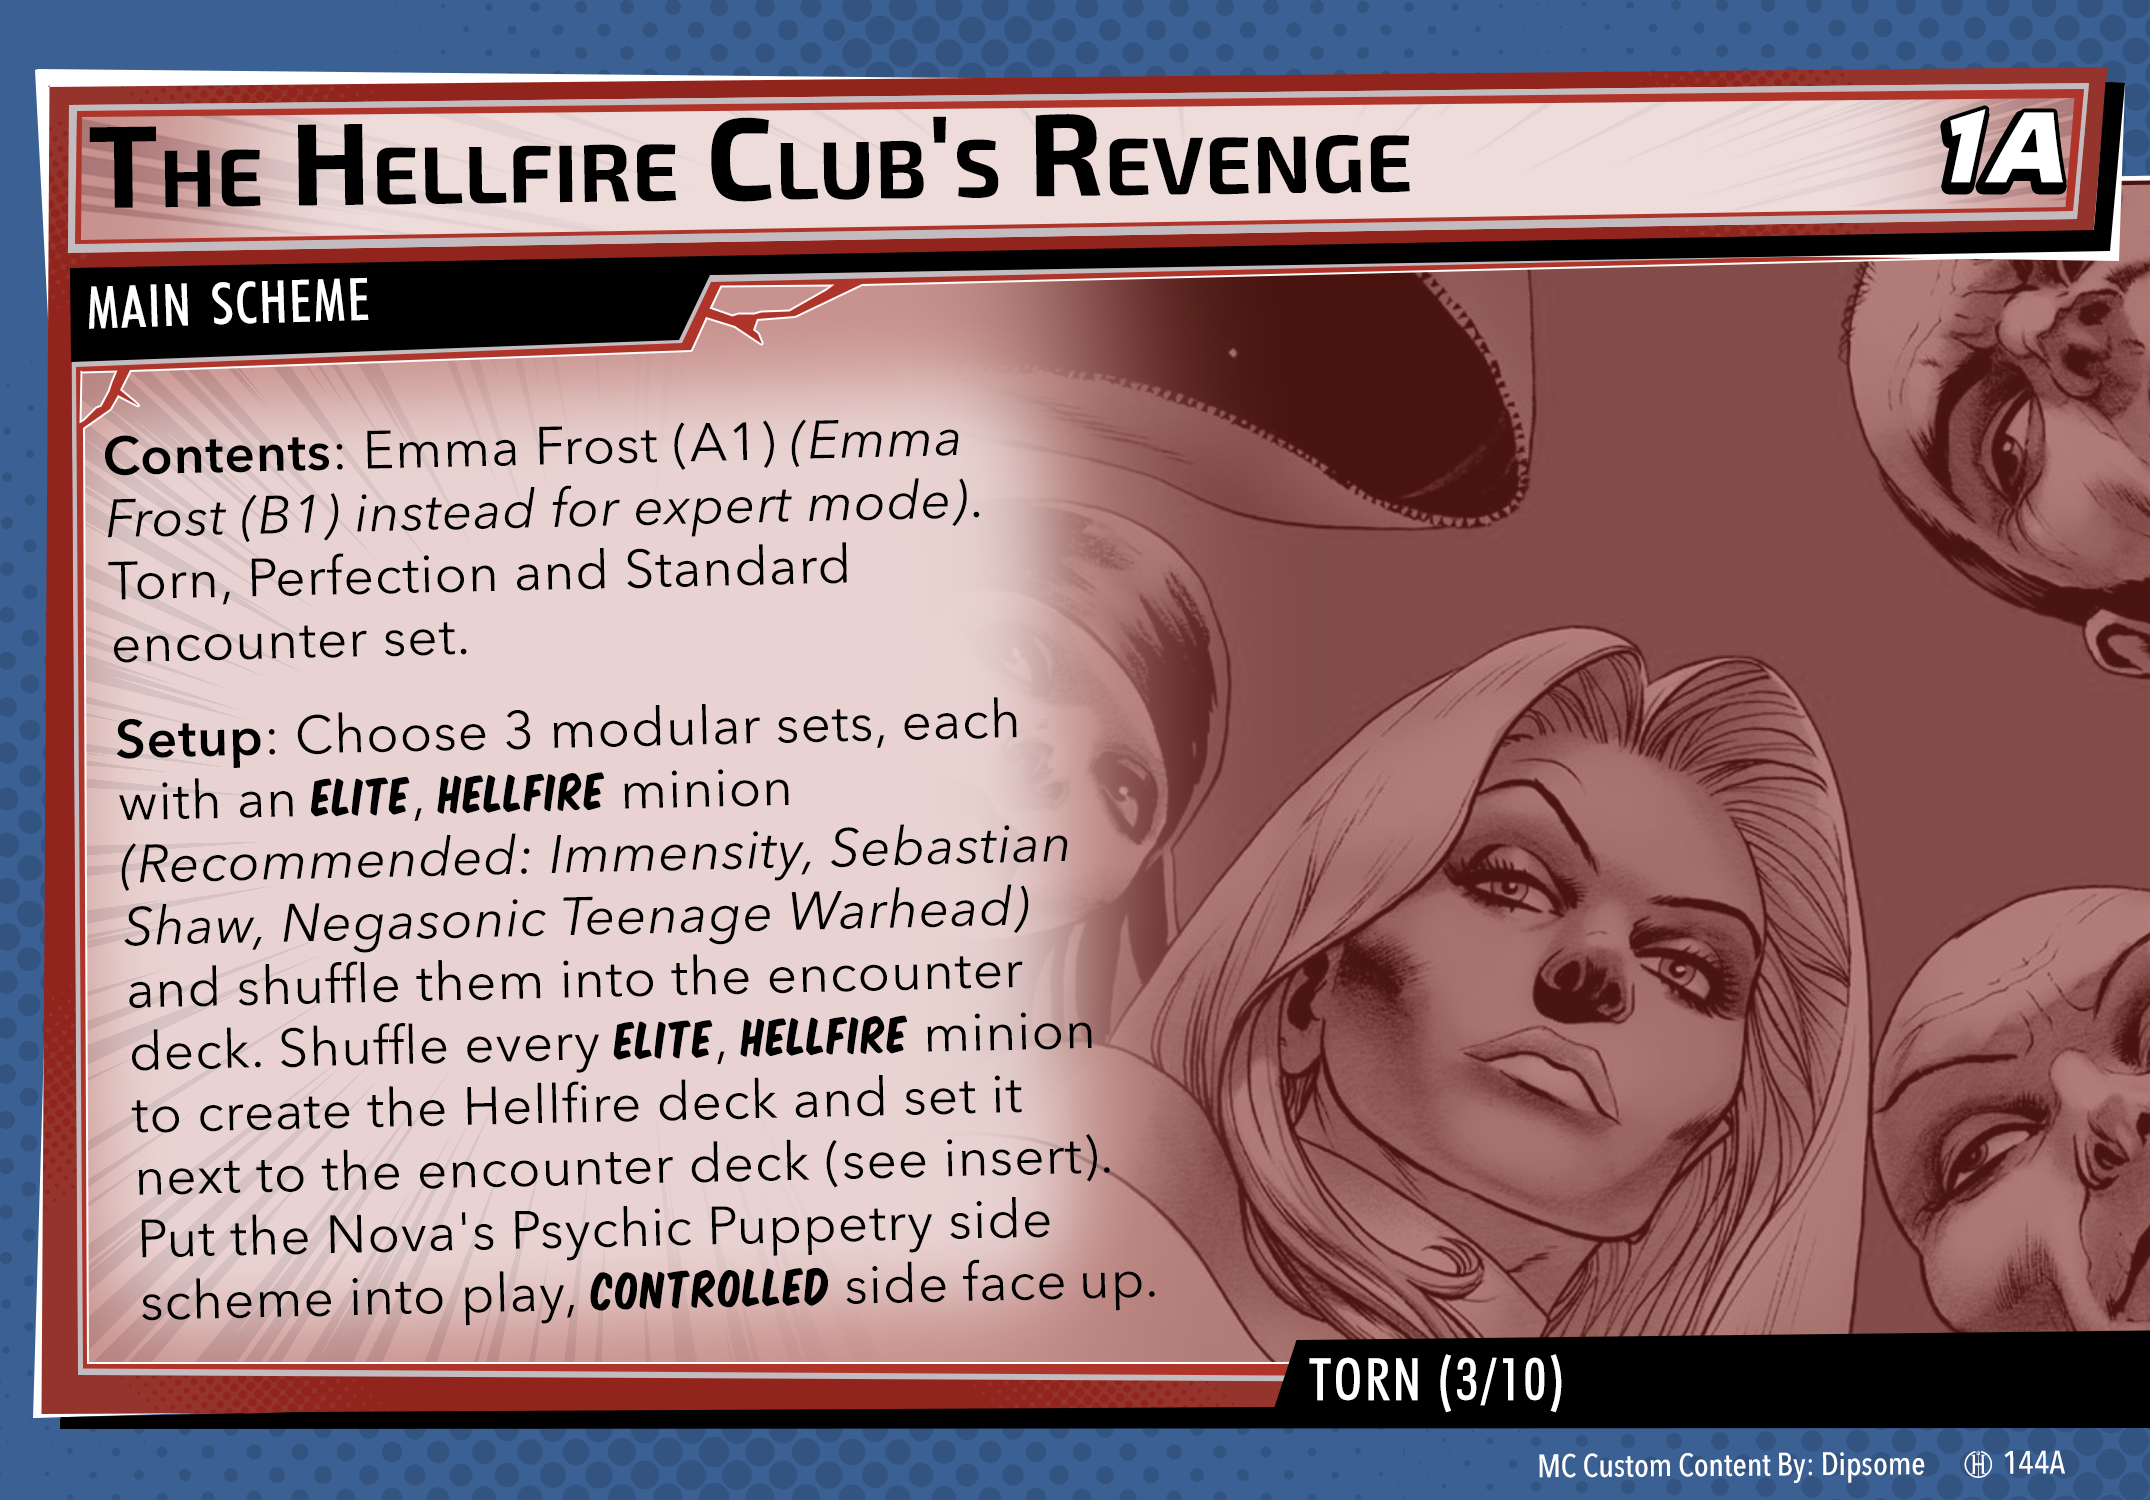 The Hellfire Club's Revenge
1A
MAIN SCHEME
Contents: Emma Frost (A1) (Emma
Frost (B1) instead for expert mode).
Torn, Perfection and Standard
encounter set.
Setup: Choose 3 modular sets, each
with an ELITE, HELLFIRE minion
(Recommended: Immensity, Sebastian
Shaw, Negasonic Teenage Warhead)
and shuffle them into the encounter
deck. Shuffle every ELITE, HELLFIRE minion
to create the Hellfire deck and set it
next to the encounter deck (see insert).
Put the Nova's Psychic Puppetry side
scheme into play, CONTROLLED side face up.
TORN (3/10)
MC Custom Content By: Dipsome H 144A